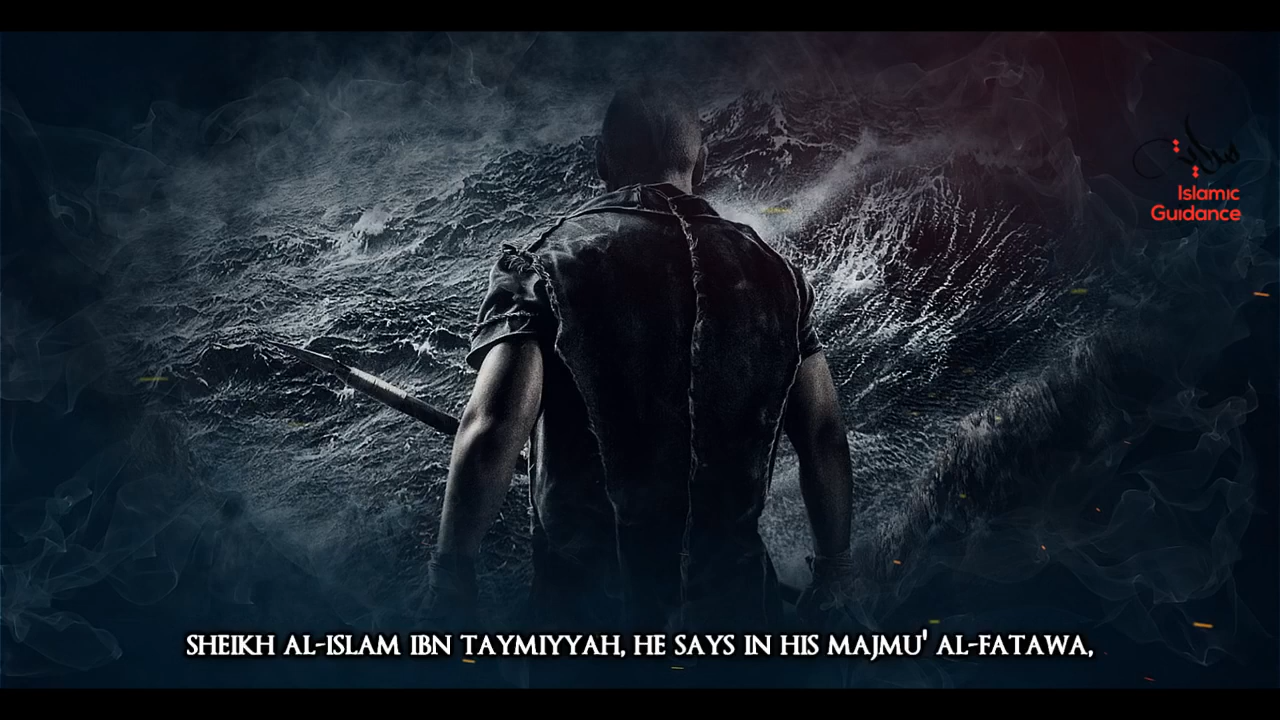 Islamic
Guidance
SHEIKH AL-ISLAM IBN TAYMIYYAH, HE SAYS IN HIS MAJMU' AL-FATAWA,